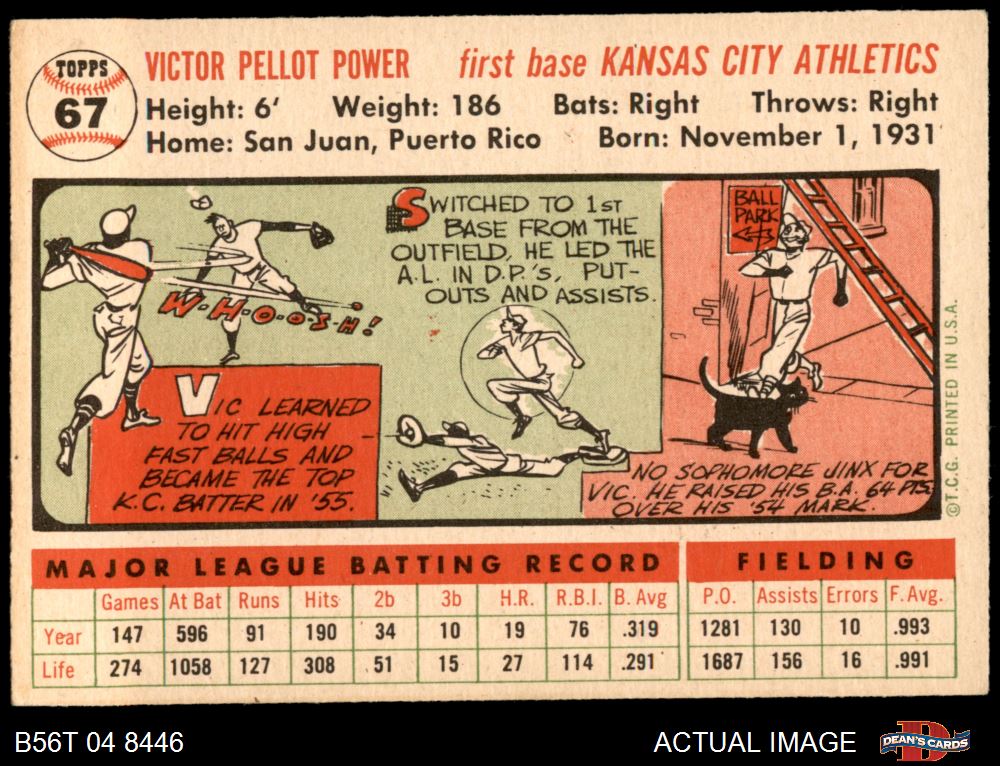 TOPPS
67
VICTOR PELLOT POWER first base KANSAS CITY ATHLETICS
Height: 6' Weight: 186 Bats: Right Throws: Right
Home: San Juan, Puerto Rico Born: November 1, 1931
W-H-O-O-S-H!
VIC LEARNED
TO HIT HIGH
FAST BALLS AND
BECAME THE TOP
K.C. BATTER IN '55.
SWITCHED TO 1ST
BASE FROM THE
OUTFIELD, HE LED THE
A.L. IN D.P.'S, PUT-
OUTS AND ASSISTS.
BALL
PARK
NO SOPHOMORE JINX FOR
VIC. HE RAISED HIS B.A. 64 PTS.
OVER HIS '54 MARK.
©T.C.G. PRINTED IN U.S.A.
MAJOR LEAGUE BATTING RECORD FIELDING
Games At Bat Runs Hits 2b 3b H.R. R.B.I. B. Avg P.O. Assists Errors F. Avg.
Year 147 596 91 190 34 10 19 76 .319 1281 130 10 .993
Life 274 1058 127 308 51 15 27 114 .291 1687 156 16 .991
B56T 04 8446 ACTUAL IMAGE DEAN'S CARDS